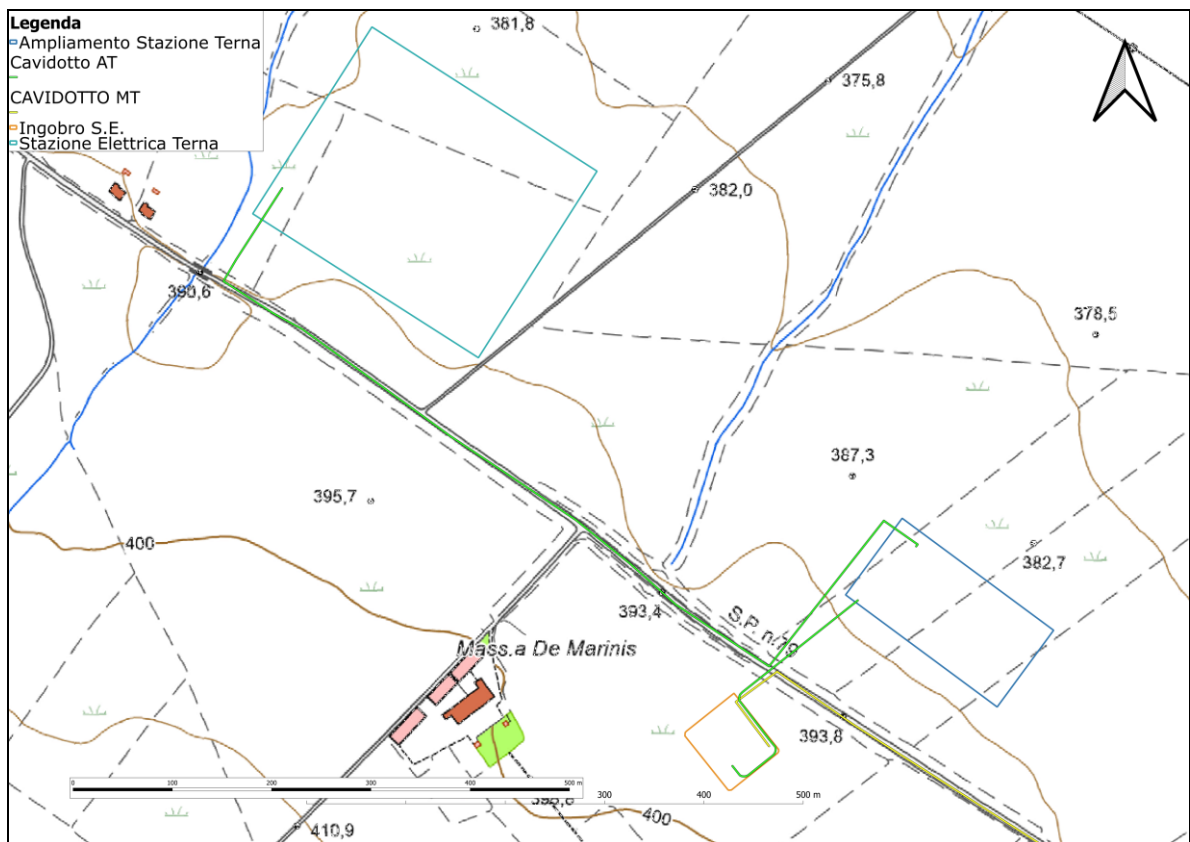 Legenda
Ampliamento Stazione Terna
Cavidotto AT
CAVIDOTTO MT
Ingobro S.E.
Stazione Elettrica Terna
381,8
375,8
382,0
390,6
378,5
387,3
395,7
400
382,7
393,4
S.P. n.79
Mass.a De Marinis
393,8
0 100 200 300 400 500 m
300 400 500 m
400
410,9